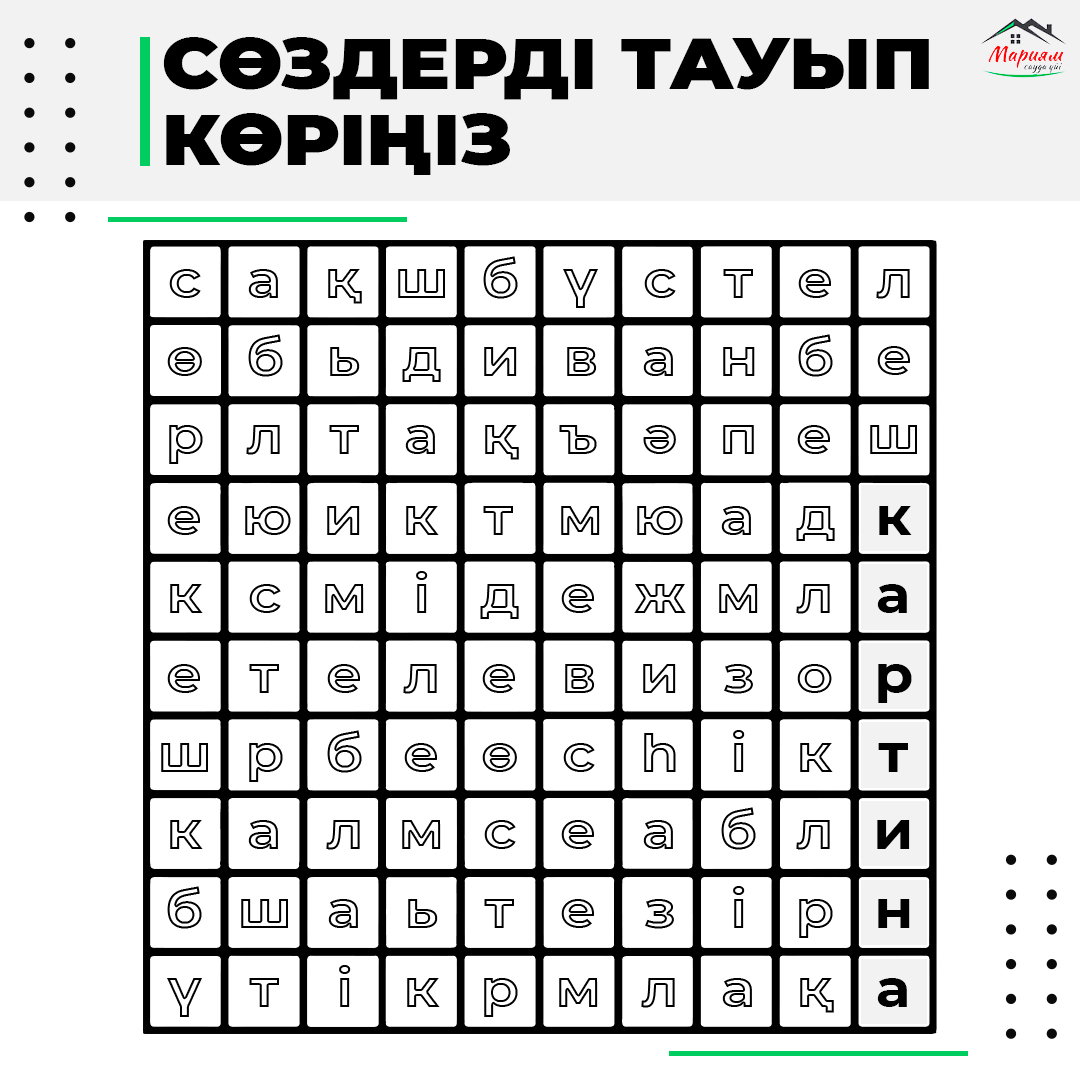 СӨЗДЕРДІ ТАУЫП
КӨРІҢІЗ
Мариям
сауда үйі
с а қ ш б ү с т е л
ө б ь д и в а н б е
р л т а қ ъ ә п е ш
е ю и к т м ю а д к
к с м і д е ж м л а
е т е л е в и з о р
ш р б е ө с һ і к т
к а л м с е а б л и
б ш а ь т е з і р н
ү т і к р м л а қ а